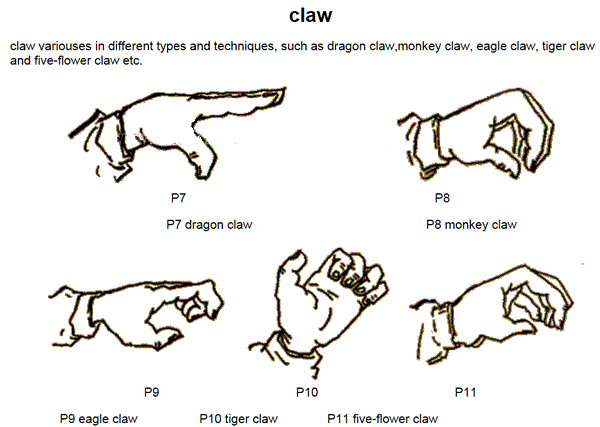 claw
claw variouses in different types and techniques, such as dragon claw,monkey claw, eagle claw, tiger claw
and five-flower claw etc.
P7 P8
P7 dragon claw P8 monkey claw
P9 P10 P11
P9 eagle claw P10 tiger claw P11 five-flower claw